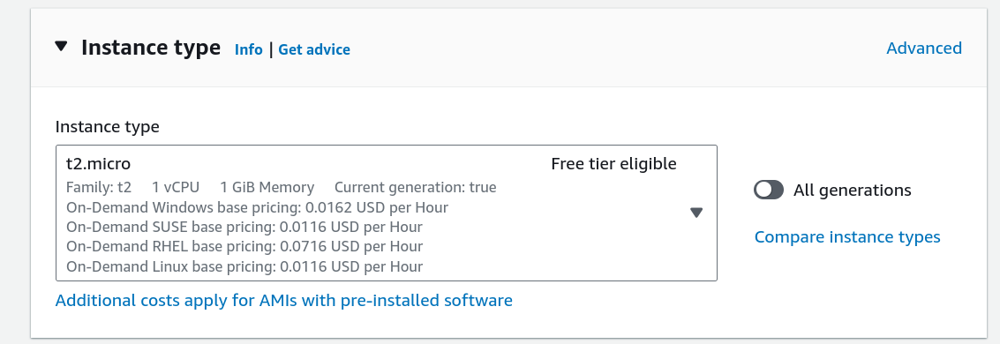 Instance type Info | Get advice Advanced
Instance type
t2.micro Free tier eligible
Family: t2 1 vCPU 1 GiB Memory Current generation: true
On-Demand Windows base pricing: 0.0162 USD per Hour
On-Demand SUSE base pricing: 0.0116 USD per Hour
On-Demand RHEL base pricing: 0.0716 USD per Hour
On-Demand Linux base pricing: 0.0116 USD per Hour
All generations
Compare instance types
Additional costs apply for AMIs with pre-installed software